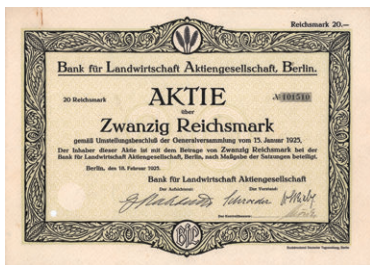 Reichsmark 20.—
Bank für Landwirtschaft Aktiengesellschaft, Berlin.
20 Reichsmark
AKTIE
№ 101510
über
Zwanzig Reichsmark
gemäß Umstellungsbeschluß der Generalversammlung vom 15. Januar 1925.
Der Inhaber dieser Aktie ist mit dem Betrage von Zwanzig Reichsmark bei der
Bank für Landwirtschaft Aktiengesellschaft, Berlin, nach Maßgabe der Satzungen beteiligt.
Berlin, den 18. Februar 1925.
Bank für Landwirtschaft Aktiengesellschaft
Der Aufsichtsrat:
Der Vorstand:
Schroeder
Der Kontrollbeamte: